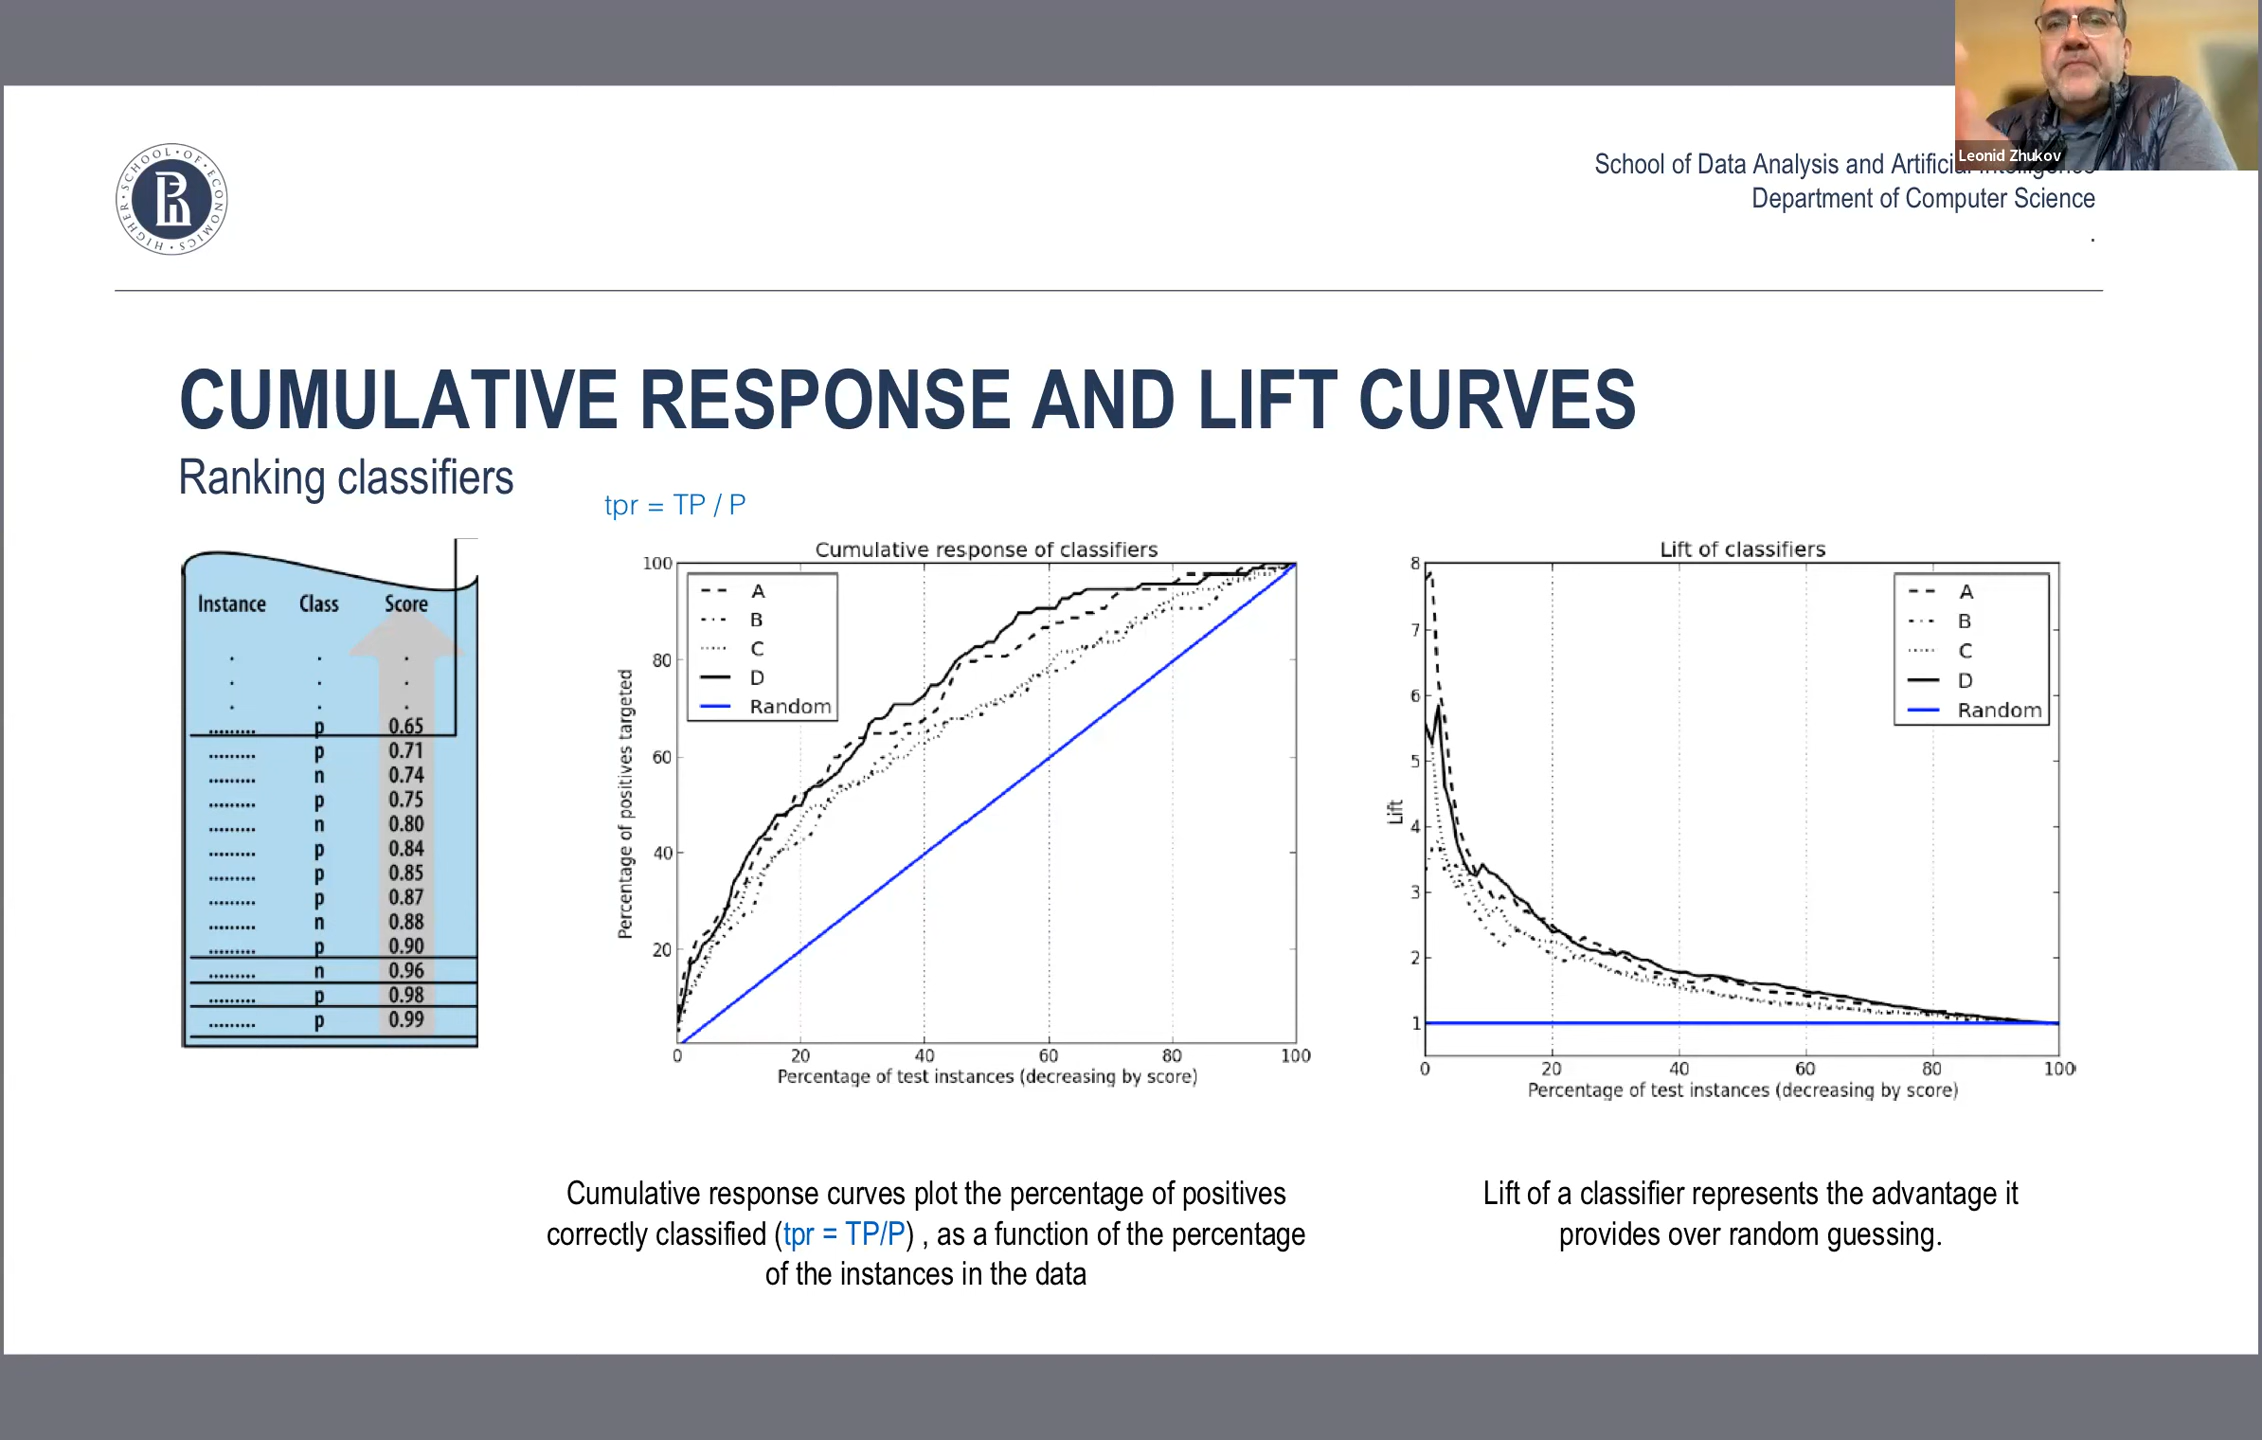 Leonid Zhukov
HIGHER · SCHOOL · OF · ECONOMICS
School of Data Analysis and Artificial Intelligence
Department of Computer Science
.
CUMULATIVE RESPONSE AND LIFT CURVES
Ranking classifiers
tpr = TP / P
Instance Class Score
. . .
. . .
. . .
......... p 0.65
......... p 0.71
......... n 0.74
......... p 0.75
......... n 0.80
......... p 0.84
......... p 0.85
......... p 0.87
......... n 0.88
......... p 0.90
......... n 0.96
......... p 0.98
......... p 0.99
Cumulative response of classifiers
A
B
C
D
Random
Percentage of positives targeted
100
80
60
40
20
0 20 40 60 80 100
Percentage of test instances (decreasing by score)
Lift of classifiers
A
B
C
D
Random
Lift
8
7
6
5
4
3
2
1
0 20 40 60 80 100
Percentage of test instances (decreasing by score)
Cumulative response curves plot the percentage of positives
correctly classified (tpr = TP/P) , as a function of the percentage
of the instances in the data
Lift of a classifier represents the advantage it
provides over random guessing.